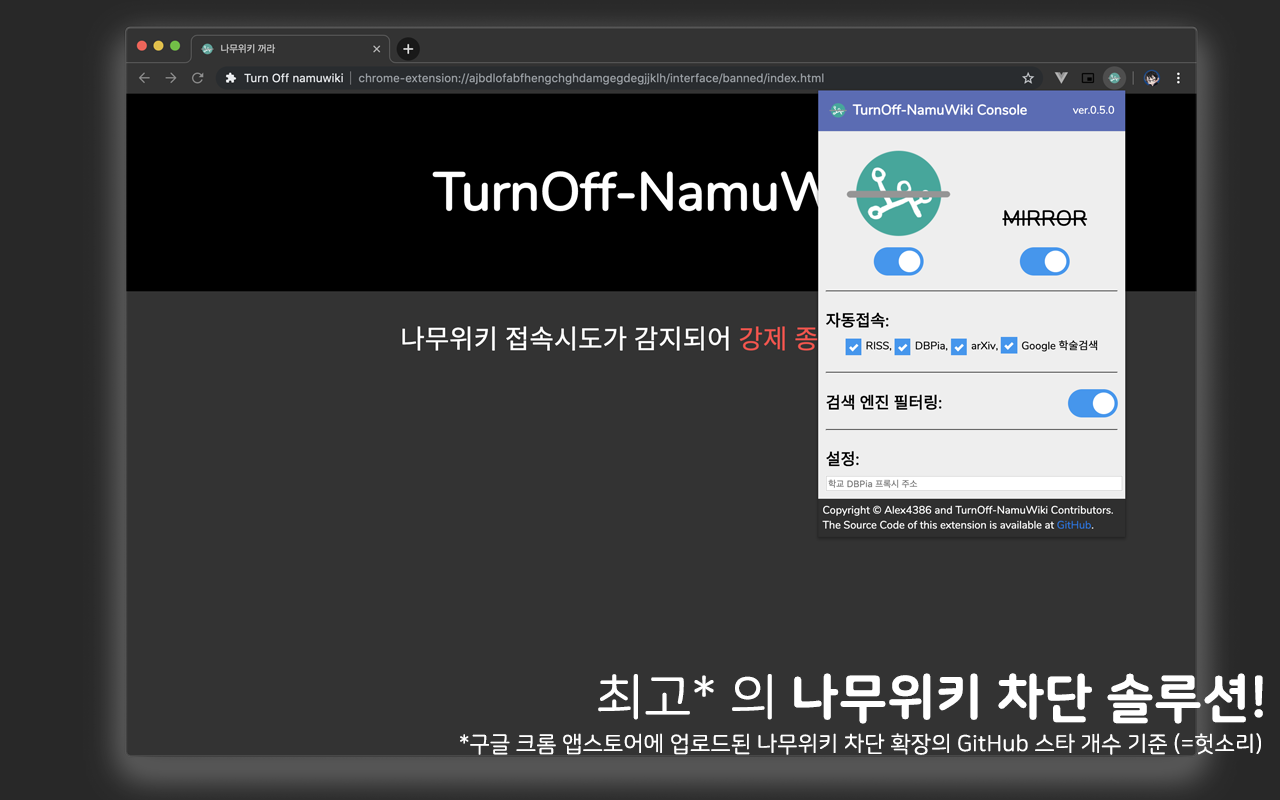 나무위키 꺼라
Turn Off namuwiki | chrome-extension://ajbdlofabfhengchghdamgegdegjjklh/interface/banned/index.html
TurnOff-NamuWiki Console ver.0.5.0
TurnOff-NamuW
MIRROR
나무위키 접속시도가 감지되어 강제 종
자동접속:
RISS, DBPia, arXiv, Google 학술검색
검색 엔진 필터링:
설정:
학교 DBPia 프록시 주소
Copyright © Alex4386 and TurnOff-NamuWiki Contributors.
The Source Code of this extension is available at GitHub.
최고* 의 나무위키 차단 솔루션!
*구글 크롬 앱스토어에 업로드된 나무위키 차단 확장의 GitHub 스타 개수 기준 (=헛소리)